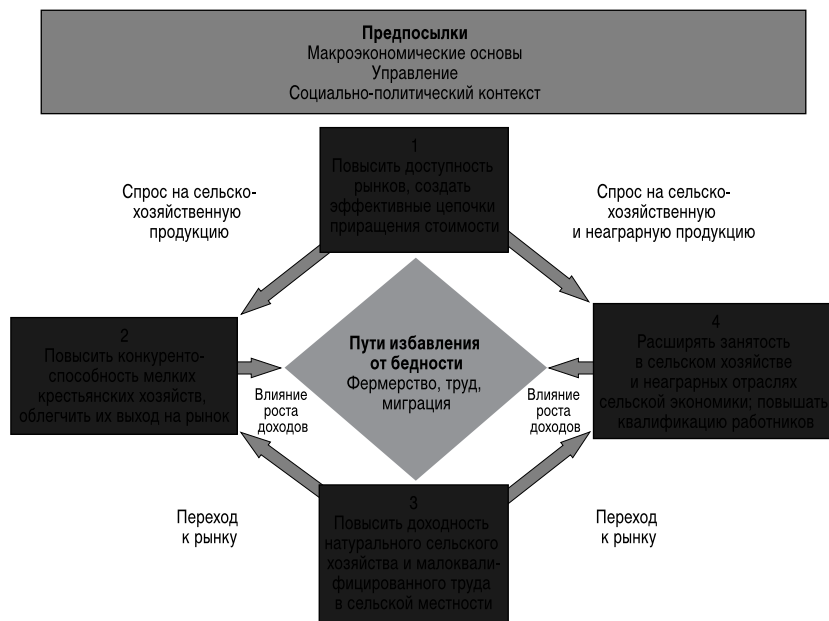 Предпосылки
Макроэкономические основы
Управление
Социально-политический контекст
1
Повысить доступность
рынков, создать
эффективные цепочки
приращения стоимости
Спрос на сельско-
хозяйственную
продукцию
Спрос на сельско-
хозяйственную
и неаграрную продукцию
2
Повысить конкуренто-
способность мелких
крестьянских хозяйств,
облегчить их выход на рынок
Пути избавления
от бедности
Фермерство, труд,
миграция
4
Расширять занятость
в сельском хозяйстве
и неаграрных отраслях
сельской экономики; повышать
квалификацию работников
Влияние
роста
доходов
Влияние
роста
доходов
3
Повысить доходность
натурального сельского
хозяйства и малоквали-
фицированного труда
в сельской местности
Переход
к рынку
Переход
к рынку